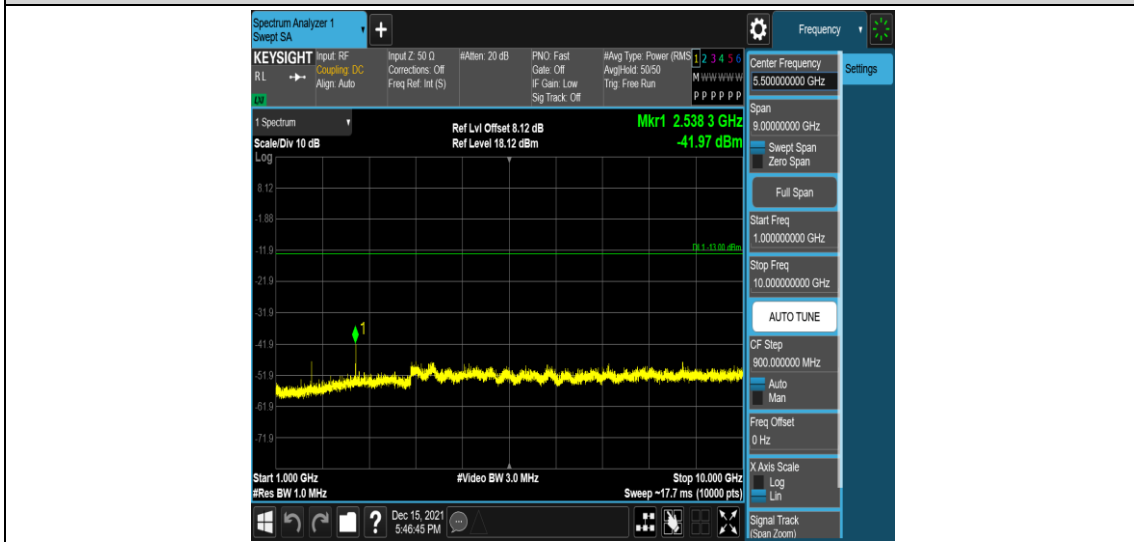 Spectrum Analyzer 1
Swept SA
+
Frequency
KEYSIGHT
RL
Input: RF
Coupling: DC
Align: Auto
Input Z: 50 Ω
Corrections: Off
Freq Ref: Int (S)
#Atten: 20 dB
PNO: Fast
Gate: Off
IF Gain: Low
Sig Track: Off
#Avg Type: Power (RMS
Avg|Hold: 50/50
Trig: Free Run
1 2 3 4 5 6
M W W W W W
P P P P P P
1 Spectrum
Scale/Div 10 dB
Log
Ref Lvl Offset 8.12 dB
Ref Level 18.12 dBm
Mkr1 2.538 3 GHz
-41.97 dBm
8.12
-1.88
-11.9
-21.9
-31.9
-41.9
-51.9
-61.9
-71.9
DL1 -13.00 dBm
1
Start 1.000 GHz
#Res BW 1.0 MHz
#Video BW 3.0 MHz
Stop 10.000 GHz
Sweep ~17.7 ms (10000 pts)
Center Frequency
5.500000000 GHz
Settings
Span
9.00000000 GHz
Swept Span
Zero Span
Full Span
Start Freq
1.000000000 GHz
Stop Freq
10.000000000 GHz
AUTO TUNE
CF Step
900.000000 MHz
Auto
Man
Freq Offset
0 Hz
X Axis Scale
Log
Lin
Signal Track
(Span Zoom)
?
Dec 15, 2021
5:46:45 PM